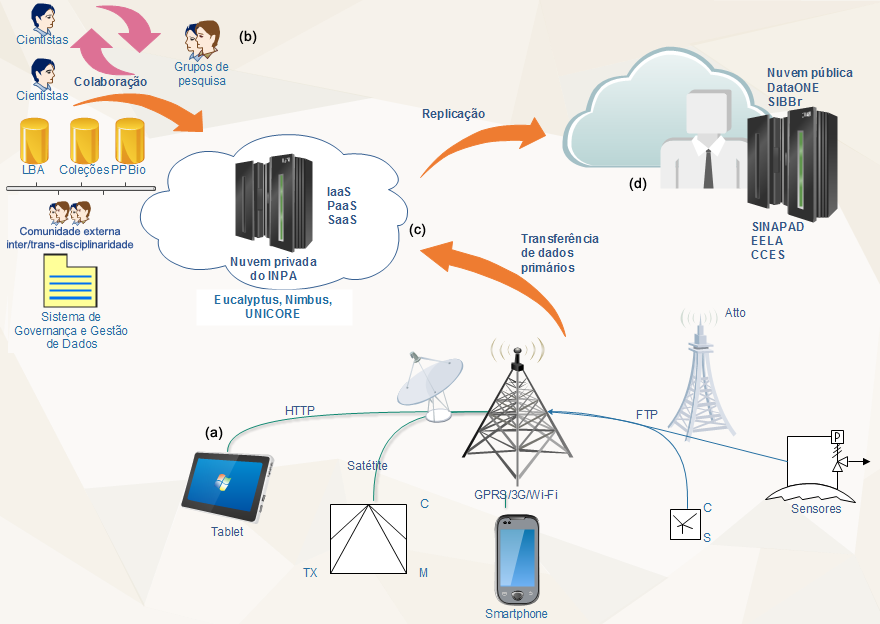 Cientistas
(b)
Grupos de
pesquisa
Colaboração
Cientistas
LBA
Coleções
PPBio
Comunidade externa
inter/trans-disciplinaridade
Sistema de
Governança e Gestão
de Dados
IaaS
PaaS
SaaS
(c)
Nuvem privada
do INPA
Eucalyptus, Nimbus,
UNICORE
Replicação
Nuvem pública
DataONE
SIBBr
(d)
SINAPAD
EELA
CCES
Transferência
de dados
primários
Atto
HTTP
FTP
(a)
P
Satétite
GPRS/3G/Wi-Fi
Tablet
C
TX
M
C
S
Sensores
Smartphone